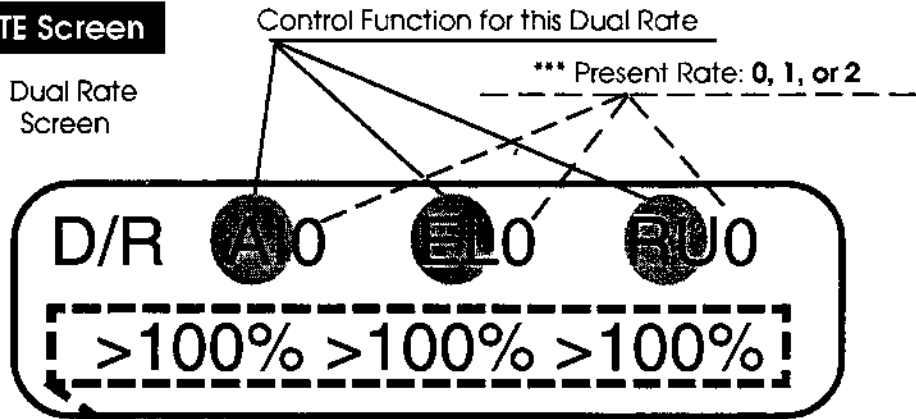 TE Screen
Control Function for this Dual Rate
*** Present Rate: 0, 1, or 2
Dual Rate
Screen
D/R AI0 EL0 RU0
>100% >100% >100%